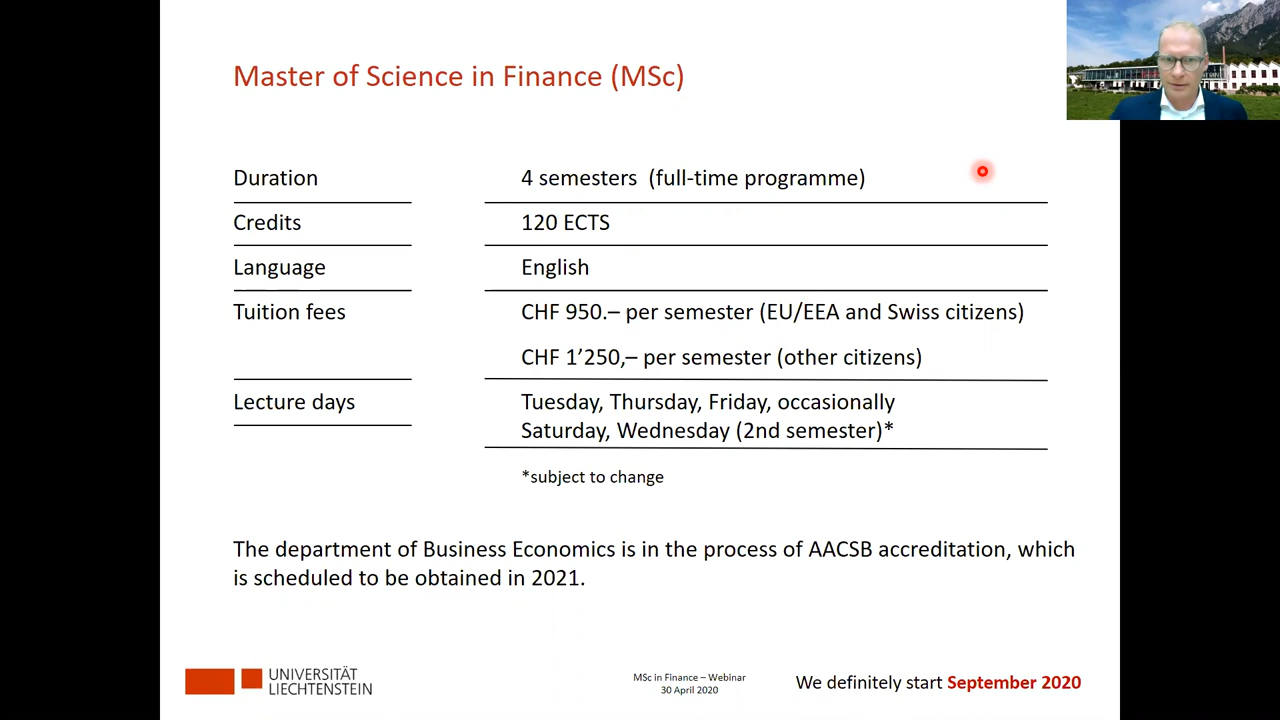 Master of Science in Finance (MSc)
Duration
4 semesters (full-time programme)
Credits
120 ECTS
Language
English
Tuition fees
CHF 950.– per semester (EU/EEA and Swiss citizens)
CHF 1’250,– per semester (other citizens)
Lecture days
Tuesday, Thursday, Friday, occasionally
Saturday, Wednesday (2nd semester)*
*subject to change
The department of Business Economics is in the process of AACSB accreditation, which
is scheduled to be obtained in 2021.
UNIVERSITÄT
LIECHTENSTEIN
MSc in Finance – Webinar
30 April 2020
We definitely start September 2020